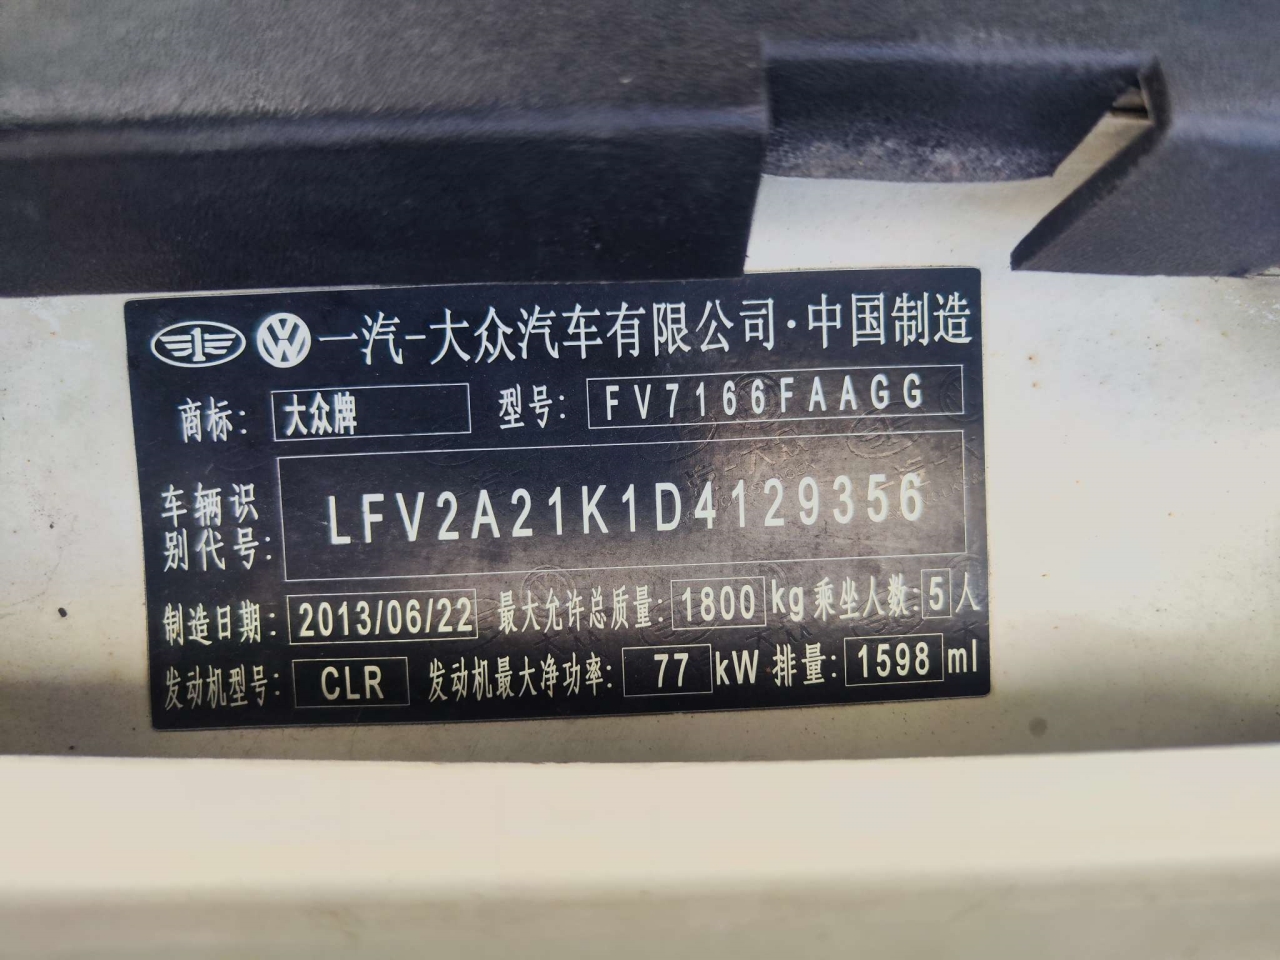 一汽-大众汽车有限公司·中国制造
商标: 大众牌 型号: FV7166FAAGG
车辆识别代号: LFV2A21K1D4129356
制造日期: 2013/06/22 最大允许总质量: 1800 kg 乘坐人数: 5 人
发动机型号: CLR 发动机最大净功率: 77 kW 排量: 1598 ml